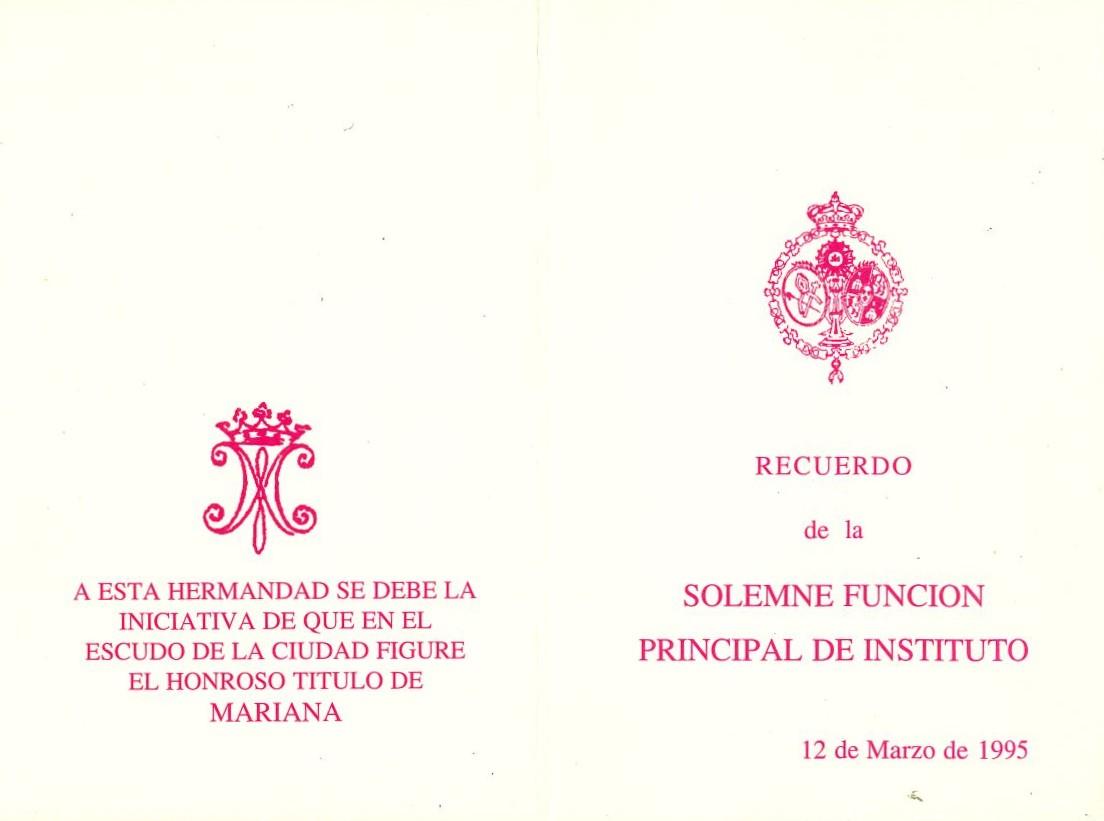 A ESTA HERMANDAD SE DEBE LA
INICIATIVA DE QUE EN EL
ESCUDO DE LA CIUDAD FIGURE
EL HONROSO TITULO DE
MARIANA
RECUERDO
de la
SOLEMNE FUNCION
PRINCIPAL DE INSTITUTO
12 de Marzo de 1995